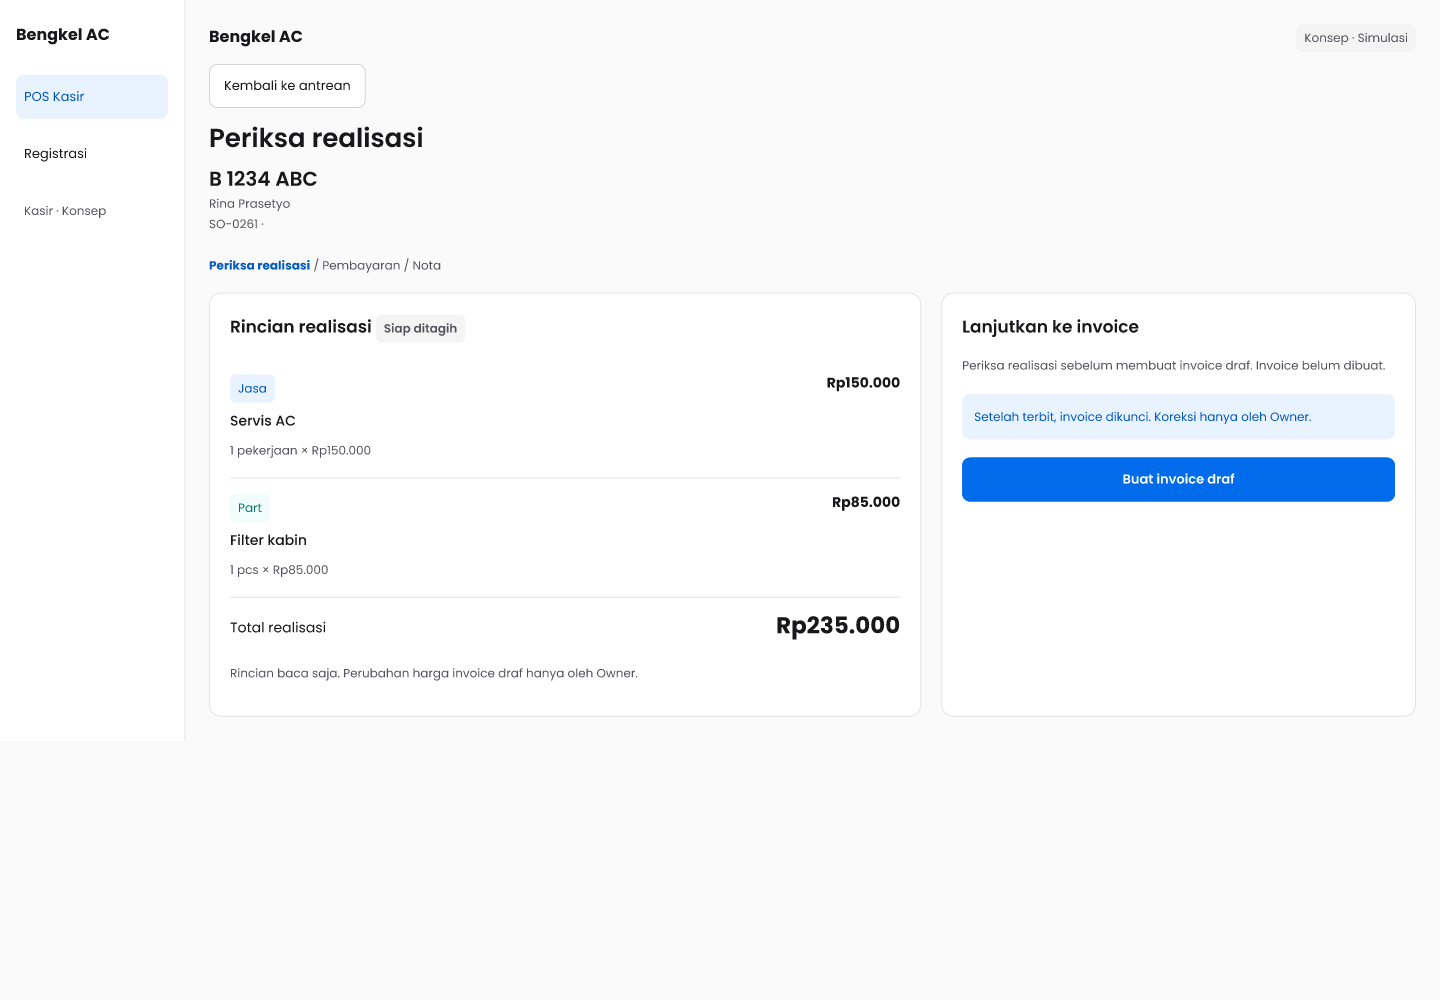 Bengkel AC
POS Kasir
Registrasi
Kasir · Konsep
Bengkel AC
Konsep · Simulasi
Kembali ke antrean
Periksa realisasi
B 1234 ABC
Rina Prasetyo
SO-0261 ·
Periksa realisasi / Pembayaran / Nota
Rincian realisasi Siap ditagih
Jasa Rp150.000
Servis AC
1 pekerjaan × Rp150.000
Part Rp85.000
Filter kabin
1 pcs × Rp85.000
Total realisasi Rp235.000
Rincian baca saja. Perubahan harga invoice draf hanya oleh Owner.
Lanjutkan ke invoice
Periksa realisasi sebelum membuat invoice draf. Invoice belum dibuat.
Setelah terbit, invoice dikunci. Koreksi hanya oleh Owner.
Buat invoice draf